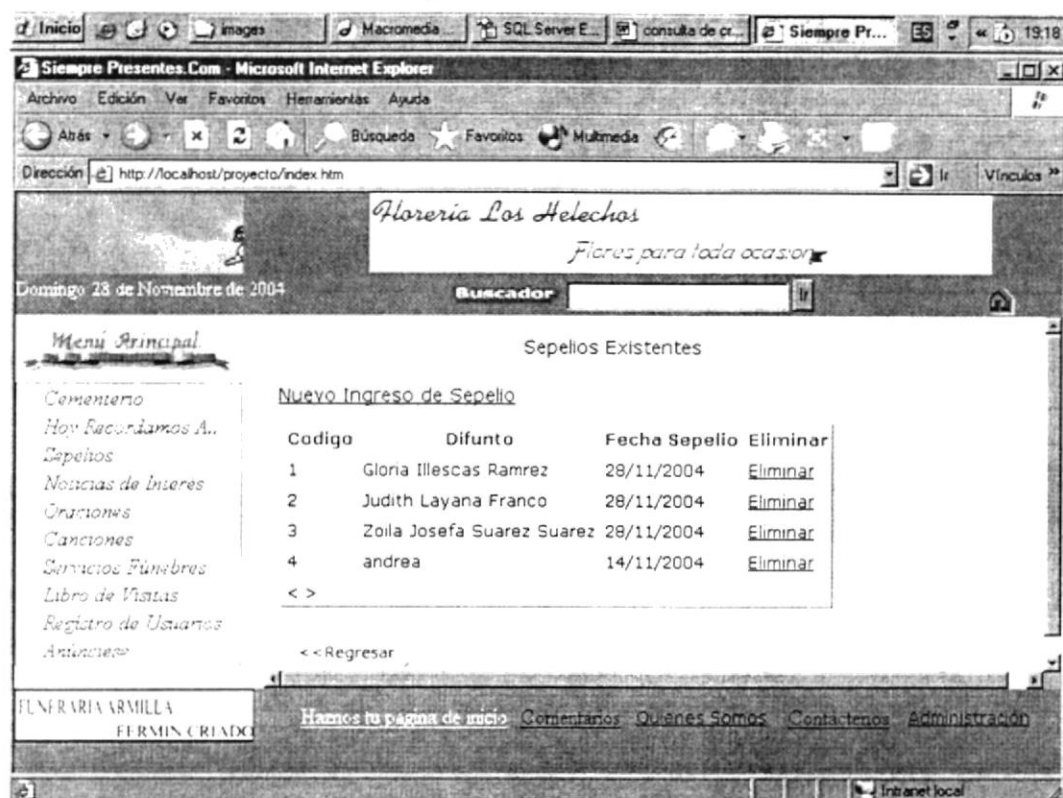 Inicio images Macromedia ... SQL Server E... consulta de cr... Siempre Pr... ES « 19:18
Siempre Presentes.Com - Microsoft Internet Explorer
Archivo Edición Ver Favoritos Herramientas Ayuda
Atrás Búsqueda Favoritos Multimedia
Dirección http://localhost/proyecto/index.htm Ir Vínculos »
Florería Los Helechos
Flores para toda ocasion
Domingo 28 de Noviembre de 2004
Buscador Ir
Menú Principal
Sepelios Existentes
Cementerio
Hoy Recordamos A..
Sepelios
Noticias de Interes
Oraciones
Canciones
Servicios Fúnebres
Libro de Visitas
Registro de Usuarios
Anúnciese
Nuevo Ingreso de Sepelio
Codigo Difunto Fecha Sepelio Eliminar
1 Gloria Illescas Ramrez 28/11/2004 Eliminar
2 Judith Layana Franco 28/11/2004 Eliminar
3 Zoila Josefa Suarez Suarez 28/11/2004 Eliminar
4 andrea 14/11/2004 Eliminar
< >
<<Regresar
FUNERARIA ARMILLA
FERMIN CRIADO
Haznos tu pagina de inicio Comentarios Quienes Somos Contáctenos Administración
Intranet local